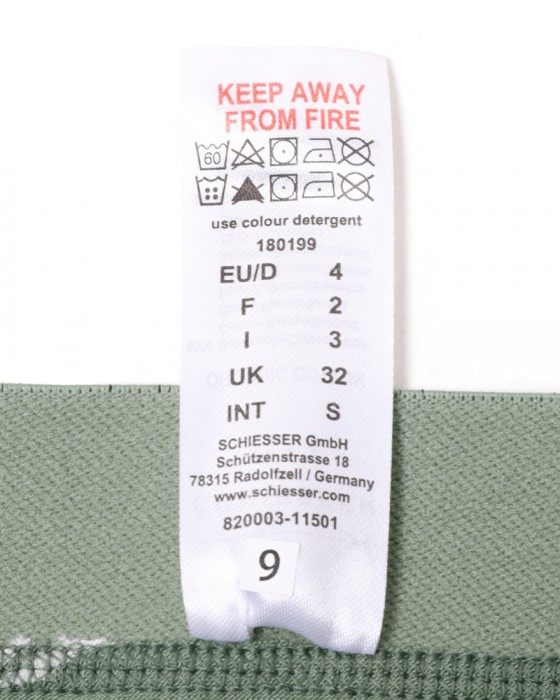 KEEP AWAY
FROM FIRE
60
use colour detergent
180199
EU/D 4
F 2
I 3
UK 32
INT S
SCHIESSER GmbH
Schützenstrasse 18
78315 Radolfzell / Germany
www.schiesser.com
820003-11501
9